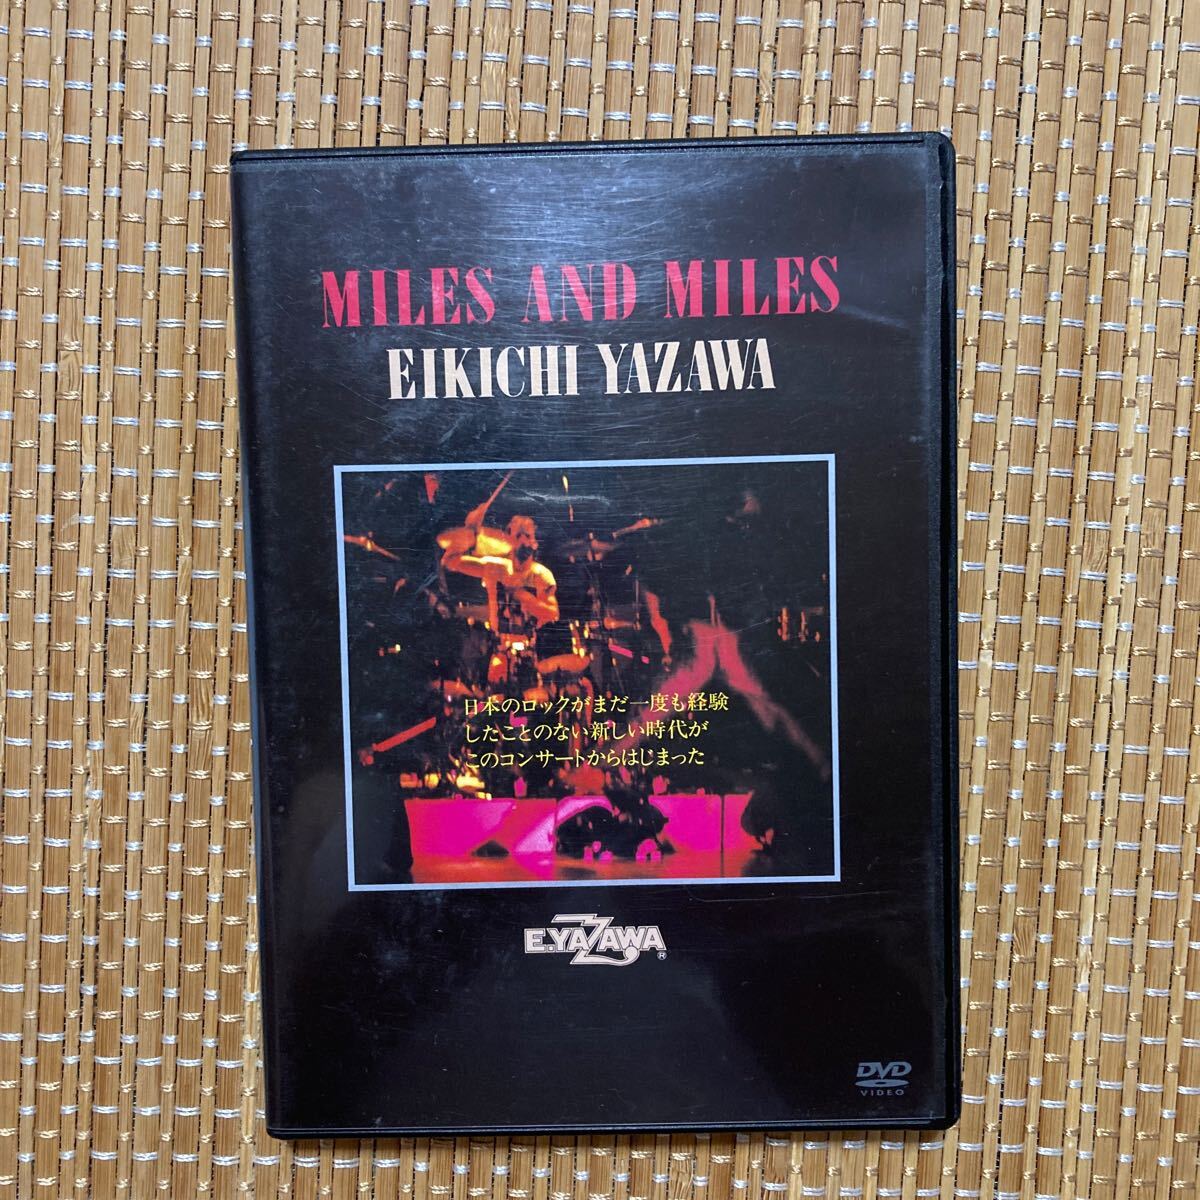 MILES AND MILES
EIKICHI YAZAWA
日本のロックがまだ一度も経験
したことのない新しい時代が
このコンサートからはじまった
E.YAZAWA
®
DVD
VIDEO